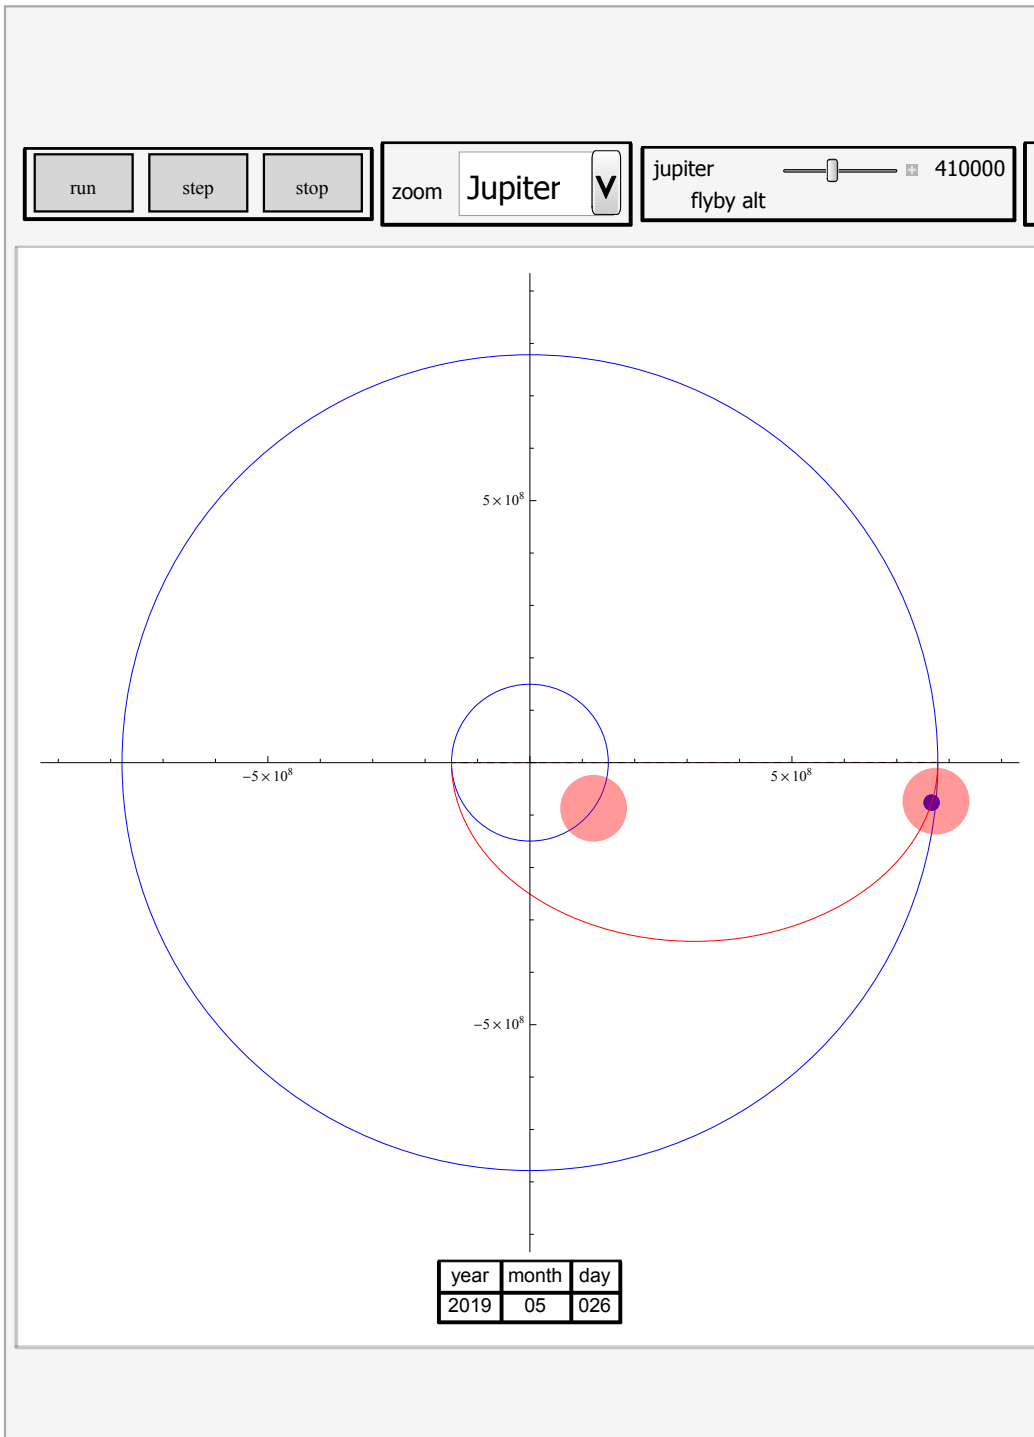 run step stop
zoom Jupiter V
jupiter 410000
flyby alt
5×10⁸
−5×10⁸ 5×10⁸
−5×10⁸
year month day
2019 05 026